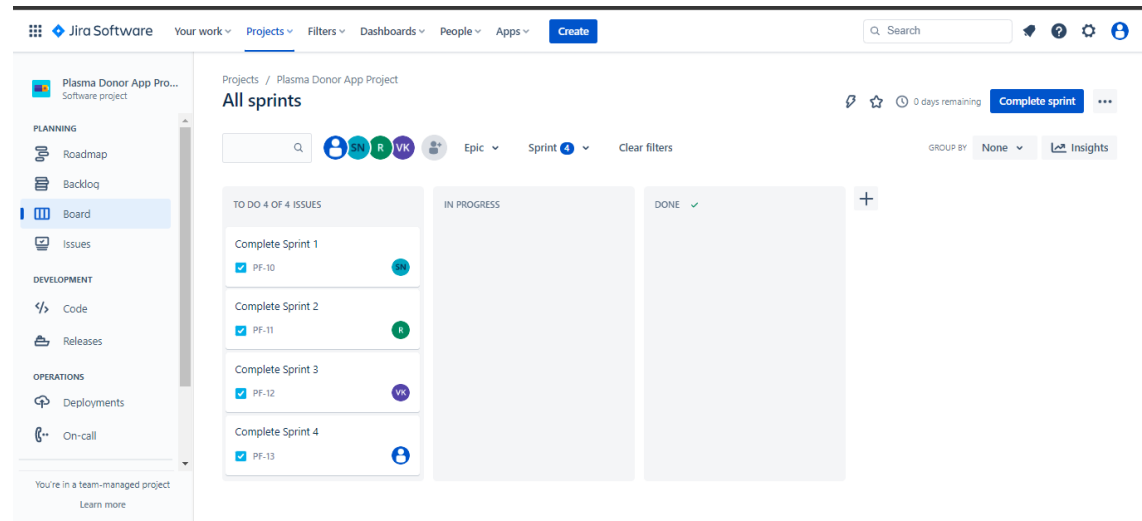 Jira Software Your work Projects Filters Dashboards People Apps Create Search
Plasma Donor App Pro...
Software project
PLANNING
Roadmap
Backlog
Board
Issues
DEVELOPMENT
Code
Releases
OPERATIONS
Deployments
On-call
You're in a team-managed project
Learn more
Projects / Plasma Donor App Project
All sprints
0 days remaining Complete sprint
SN R VK Epic Sprint 4 Clear filters GROUP BY None Insights
TO DO 4 OF 4 ISSUES
Complete Sprint 1
PF-10 SN
Complete Sprint 2
PF-11 R
Complete Sprint 3
PF-12 VK
Complete Sprint 4
PF-13
IN PROGRESS
DONE